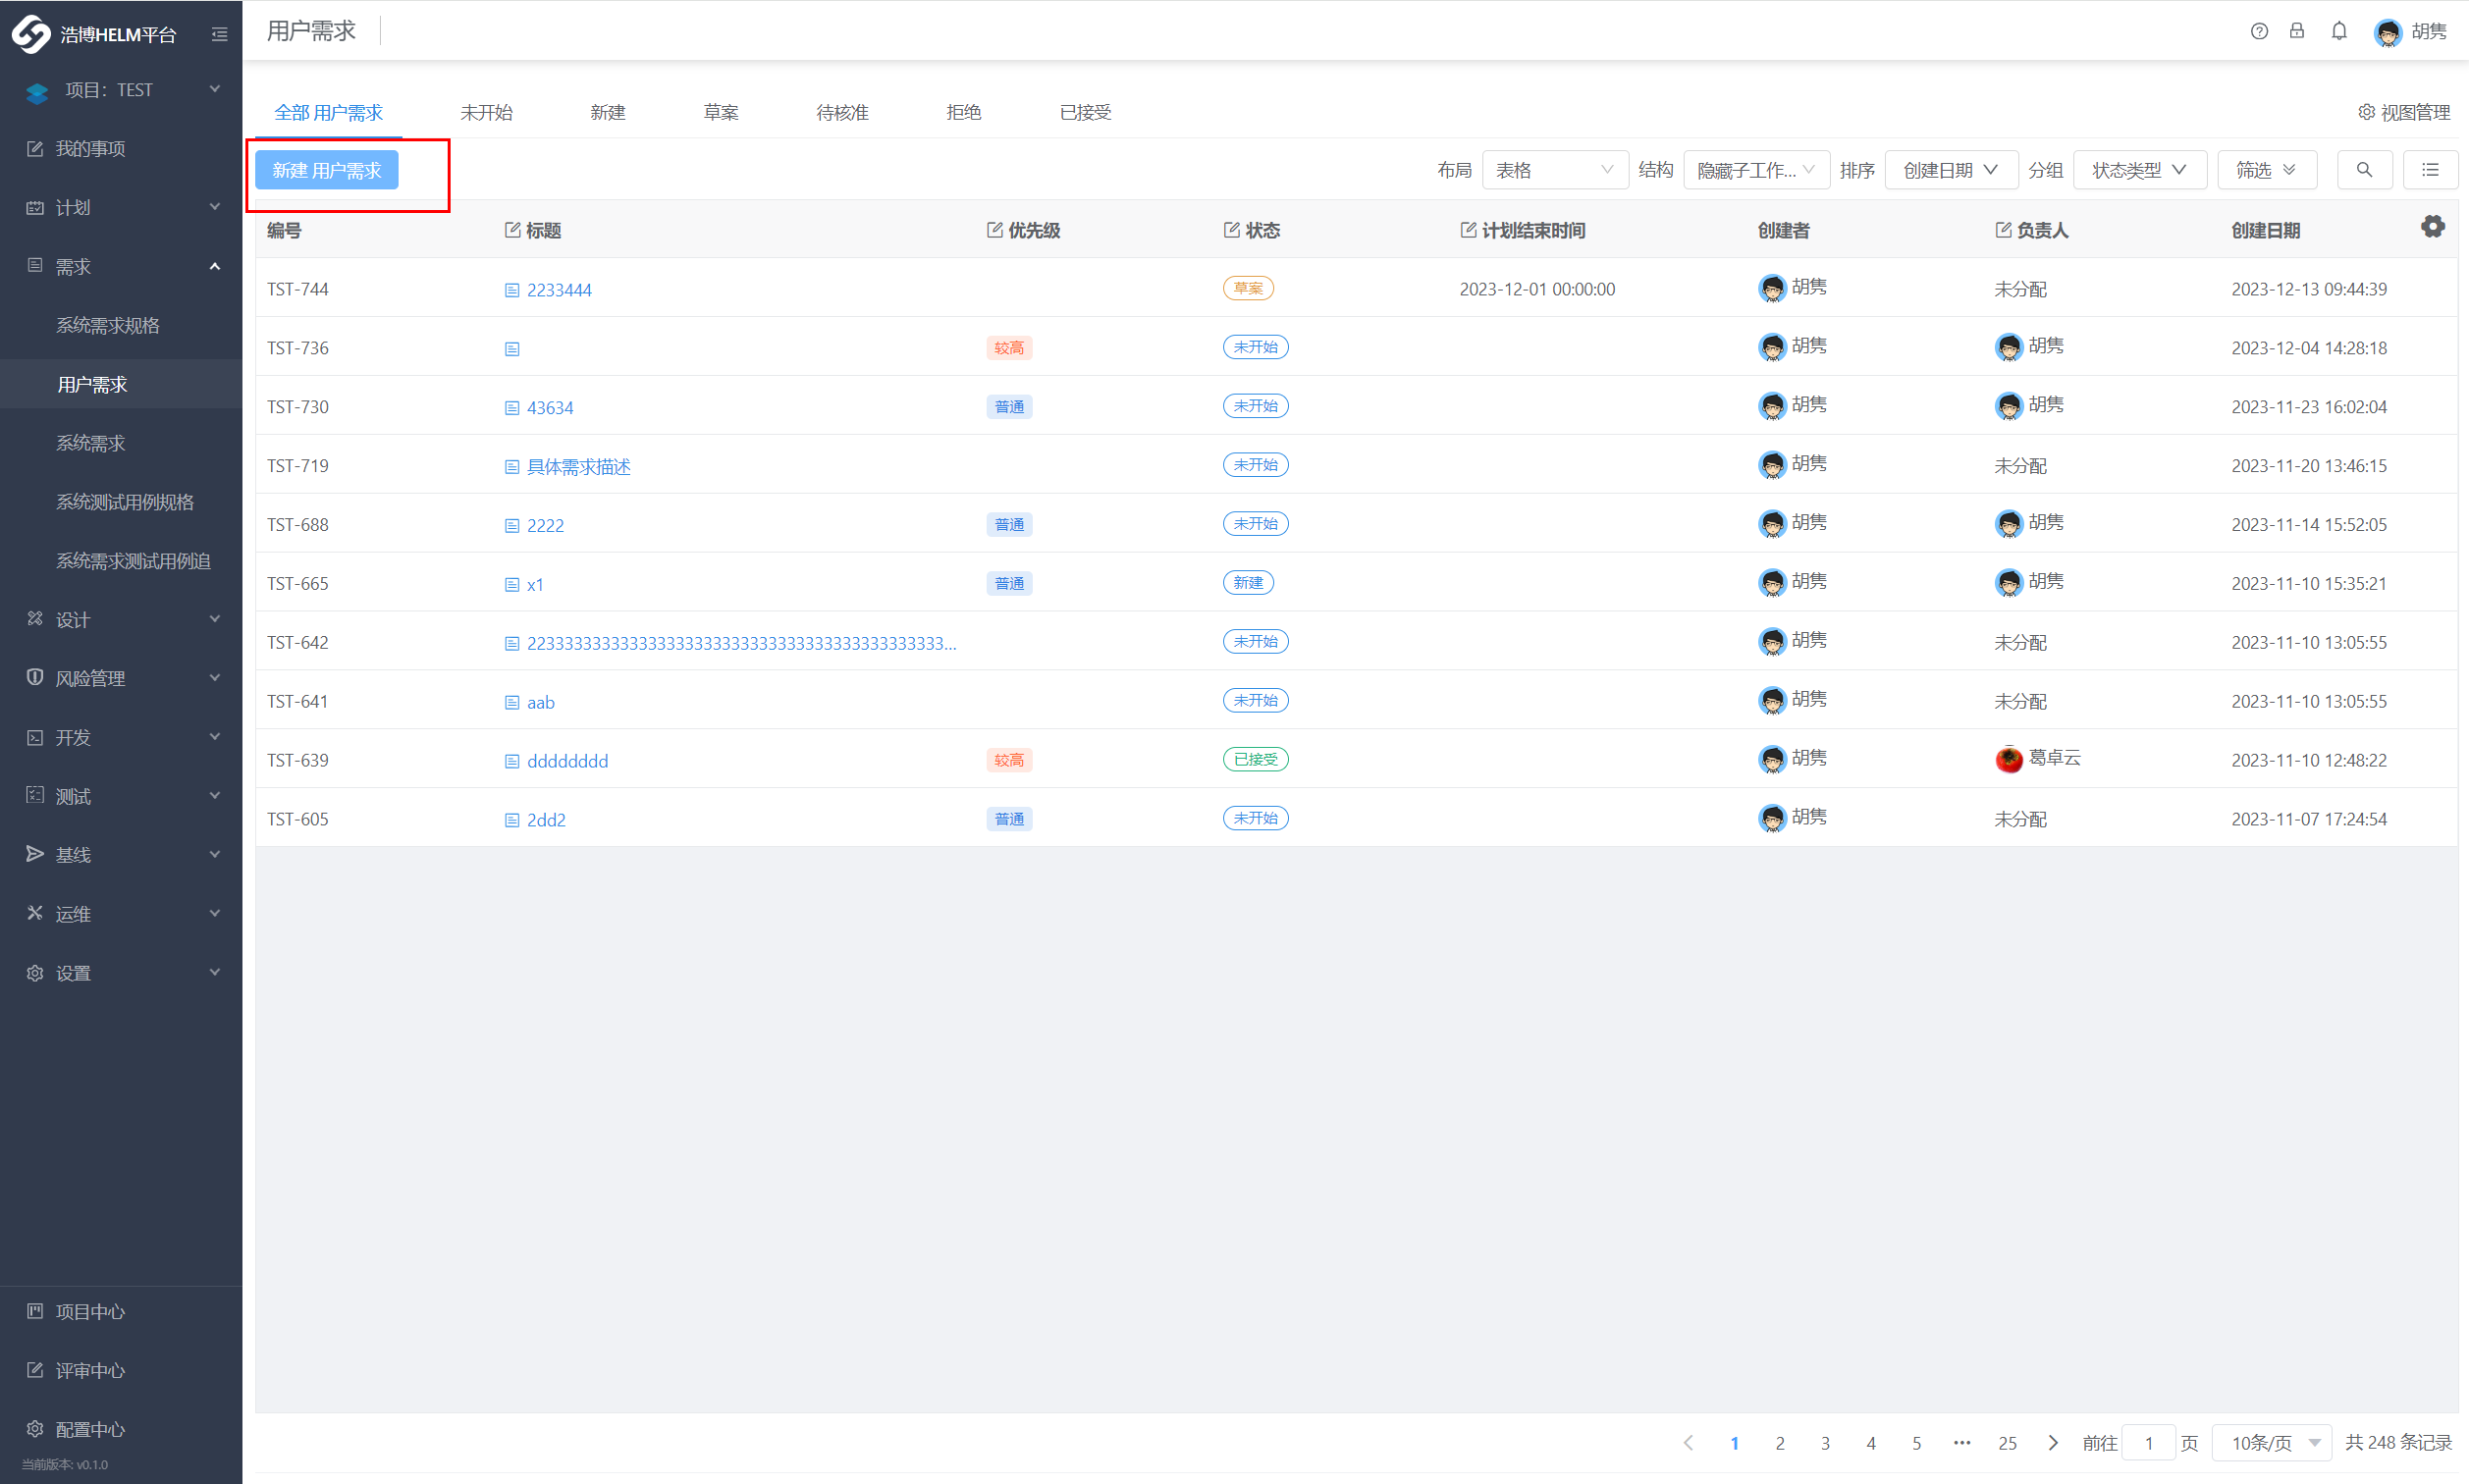 浩博HELM平台
项目：TEST
我的事项
计划
需求
系统需求规格
用户需求
系统需求
系统测试用例规格
系统需求测试用例追
设计
风险管理
开发
测试
基线
运维
设置
项目中心
评审中心
配置中心
当前版本: v0.1.0
用户需求
胡隽
全部 用户需求 未开始 新建 草案 待核准 拒绝 已接受 视图管理
新建 用户需求 布局 表格 结构 隐藏子工作... 排序 创建日期 分组 状态类型 筛选
编号 标题 优先级 状态 计划结束时间 创建者 负责人 创建日期
TST-744 2233444 草案 2023-12-01 00:00:00 胡隽 未分配 2023-12-13 09:44:39
TST-736 较高 未开始 胡隽 胡隽 2023-12-04 14:28:18
TST-730 43634 普通 未开始 胡隽 胡隽 2023-11-23 16:02:04
TST-719 具体需求描述 未开始 胡隽 未分配 2023-11-20 13:46:15
TST-688 2222 普通 未开始 胡隽 胡隽 2023-11-14 15:52:05
TST-665 x1 普通 新建 胡隽 胡隽 2023-11-10 15:35:21
TST-642 22333333333333333333333333333333333333333333... 未开始 胡隽 未分配 2023-11-10 13:05:55
TST-641 aab 未开始 胡隽 未分配 2023-11-10 13:05:55
TST-639 dddddddd 较高 已接受 胡隽 葛卓云 2023-11-10 12:48:22
TST-605 2dd2 普通 未开始 胡隽 未分配 2023-11-07 17:24:54
1 2 3 4 5 ••• 25 前往 1 页 10条/页 共 248 条记录